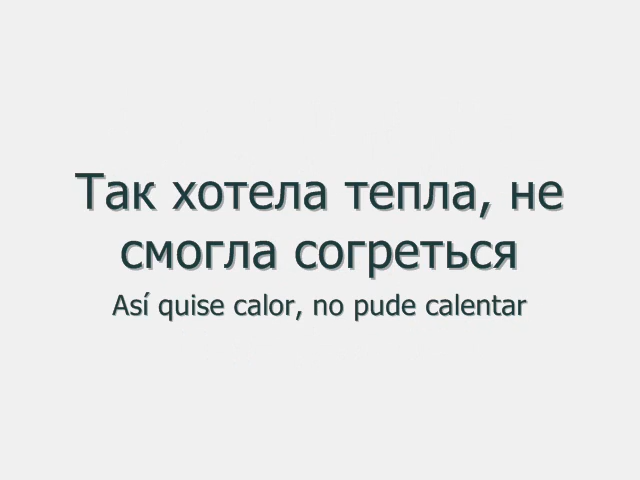 Так хотела тепла, не
смогла согреться
Así quise calor, no pude calentar